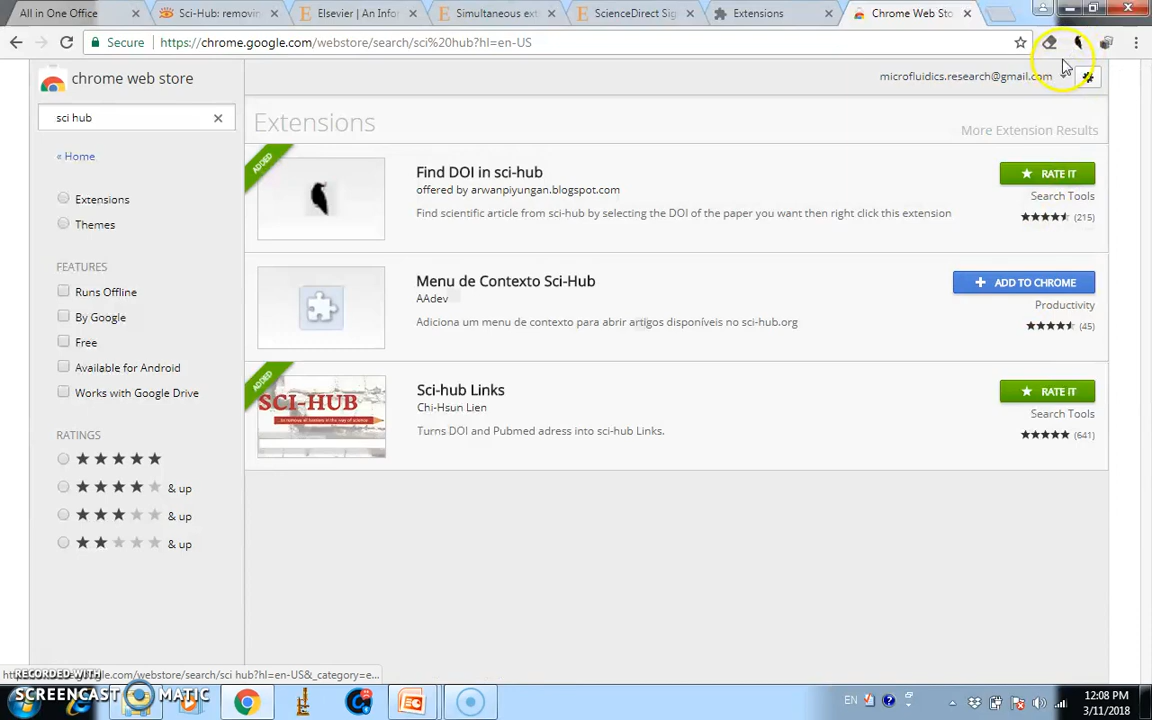 All in One Office
Sci-Hub: removin
Elsevier | An Infor
Simultaneous ext
ScienceDirect Sig
Extensions
Chrome Web Sto
Secure
https://chrome.google.com/webstore/search/sci%20hub?hl=en-US
chrome web store
microfluidics.research@gmail.com
sci hub
Extensions
More Extension Results
« Home
Extensions
Themes
FEATURES
Runs Offline
By Google
Free
Available for Android
Works with Google Drive
RATINGS
& up
& up
& up
ADDED
Find DOI in sci-hub
offered by arwanpiyungan.blogspot.com
Find scientific article from sci-hub by selecting the DOI of the paper you want then right click this extension
RATE IT
Search Tools
(215)
Menu de Contexto Sci-Hub
AAdev
Adiciona um menu de contexto para abrir artigos disponíveis no sci-hub.org
ADD TO CHROME
Productivity
(45)
ADDED
SCI-HUB
Sci-hub Links
Chi-Hsun Lien
Turns DOI and Pubmed adress into sci-hub Links.
RATE IT
Search Tools
(641)
sci hub?hl=en-US&_category=e...
RECORDED WITH
SCREENCAST MATIC
EN
12:08 PM
3/11/2018